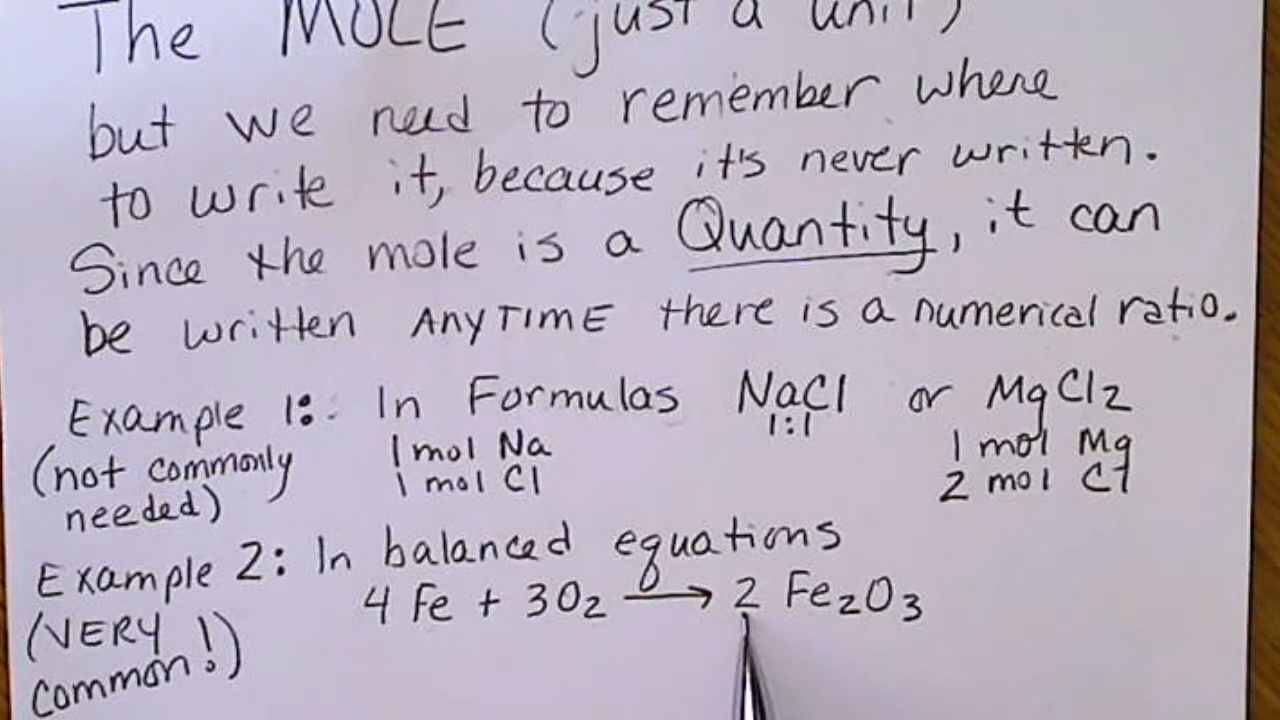 The MOLE (just a unit)
but we need to remember where
to write it, because it's never written.
Since the mole is a Quantity, it can
be written ANYTIME there is a numerical ratio.
Example 1: In Formulas NaCl or MgCl2
1:1
(not commonly 1 mol Na 1 mol Mg
needed) 1 mol Cl 2 mol Cl
Example 2: In balanced equations
(VERY 4 Fe + 3O2 → 2 Fe2O3
common!)